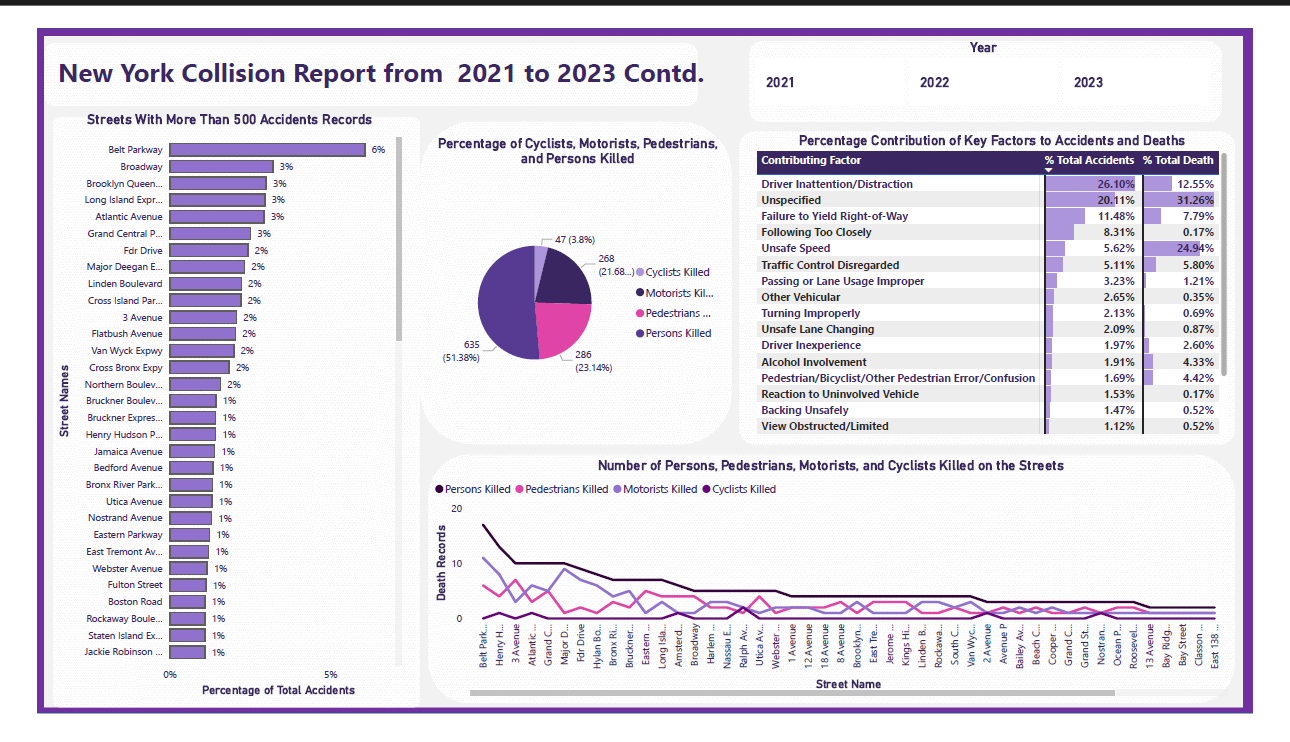 New York Collision Report from  2021 to 2023 Contd.
Year
2021
2022
2023
Streets With More Than 500 Accidents Records
Street Names
Belt Parkway 6%
Broadway 3%
Brooklyn Queen... 3%
Long Island Expr... 3%
Atlantic Avenue 3%
Grand Central P... 3%
Fdr Drive 2%
Major Deegan E... 2%
Linden Boulevard 2%
Cross Island Par... 2%
3 Avenue 2%
Flatbush Avenue 2%
Van Wyck Expwy 2%
Cross Bronx Expy 2%
Northern Boulev... 2%
Bruckner Boulev... 1%
Bruckner Expres... 1%
Henry Hudson P... 1%
Jamaica Avenue 1%
Bedford Avenue 1%
Bronx River Park... 1%
Utica Avenue 1%
Nostrand Avenue 1%
Eastern Parkway 1%
East Tremont Av... 1%
Webster Avenue 1%
Fulton Street 1%
Boston Road 1%
Rockaway Boule... 1%
Staten Island Ex... 1%
Jackie Robinson ... 1%
0% 5%
Percentage of Total Accidents
Percentage of Cyclists, Motorists, Pedestrians,
and Persons Killed
47 (3.8%)
268
(21.68...)
286
(23.14%)
635
(51.38%)
Cyclists Killed
Motorists Kil...
Pedestrians ...
Persons Killed
Percentage Contribution of Key Factors to Accidents and Deaths
Contributing Factor % Total Accidents % Total Death
Driver Inattention/Distraction 26.10% 12.55%
Unspecified 20.11% 31.26%
Failure to Yield Right-of-Way 11.48% 7.79%
Following Too Closely 8.31% 0.17%
Unsafe Speed 5.62% 24.94%
Traffic Control Disregarded 5.11% 5.80%
Passing or Lane Usage Improper 3.23% 1.21%
Other Vehicular 2.65% 0.35%
Turning Improperly 2.13% 0.69%
Unsafe Lane Changing 2.09% 0.87%
Driver Inexperience 1.97% 2.60%
Alcohol Involvement 1.91% 4.33%
Pedestrian/Bicyclist/Other Pedestrian Error/Confusion 1.69% 4.42%
Reaction to Uninvolved Vehicle 1.53% 0.17%
Backing Unsafely 1.47% 0.52%
View Obstructed/Limited 1.12% 0.52%
Number of Persons, Pedestrians, Motorists, and Cyclists Killed on the Streets
Persons Killed Pedestrians Killed Motorists Killed Cyclists Killed
Death Records
20
10
0
Belt Park...
Henry H...
3 Avenue
Atlantic ...
Grand C...
Major D...
Fdr Drive
Hylan Bo...
Bronx Ri...
Bruckner...
Eastern ...
Long Isla...
Amsterd...
Broadway
Harlem ...
Nassau E...
Ralph Av...
Utica Av...
Webster ...
1 Avenue
12 Avenue
18 Avenue
8 Avenue
Brooklyn...
East Tre...
Jerome ...
Kings Hi...
Linden B...
Rockawa...
South C...
Van Wyc...
2 Avenue
Avenue P
Bailey Av...
Beach C...
Cooper ...
Grand C...
Grand St...
Nostran...
Ocean P...
Roosevel...
13 Avenue
Bay Ridg...
Bay Street
Classon ...
East 138 ...
Street Name